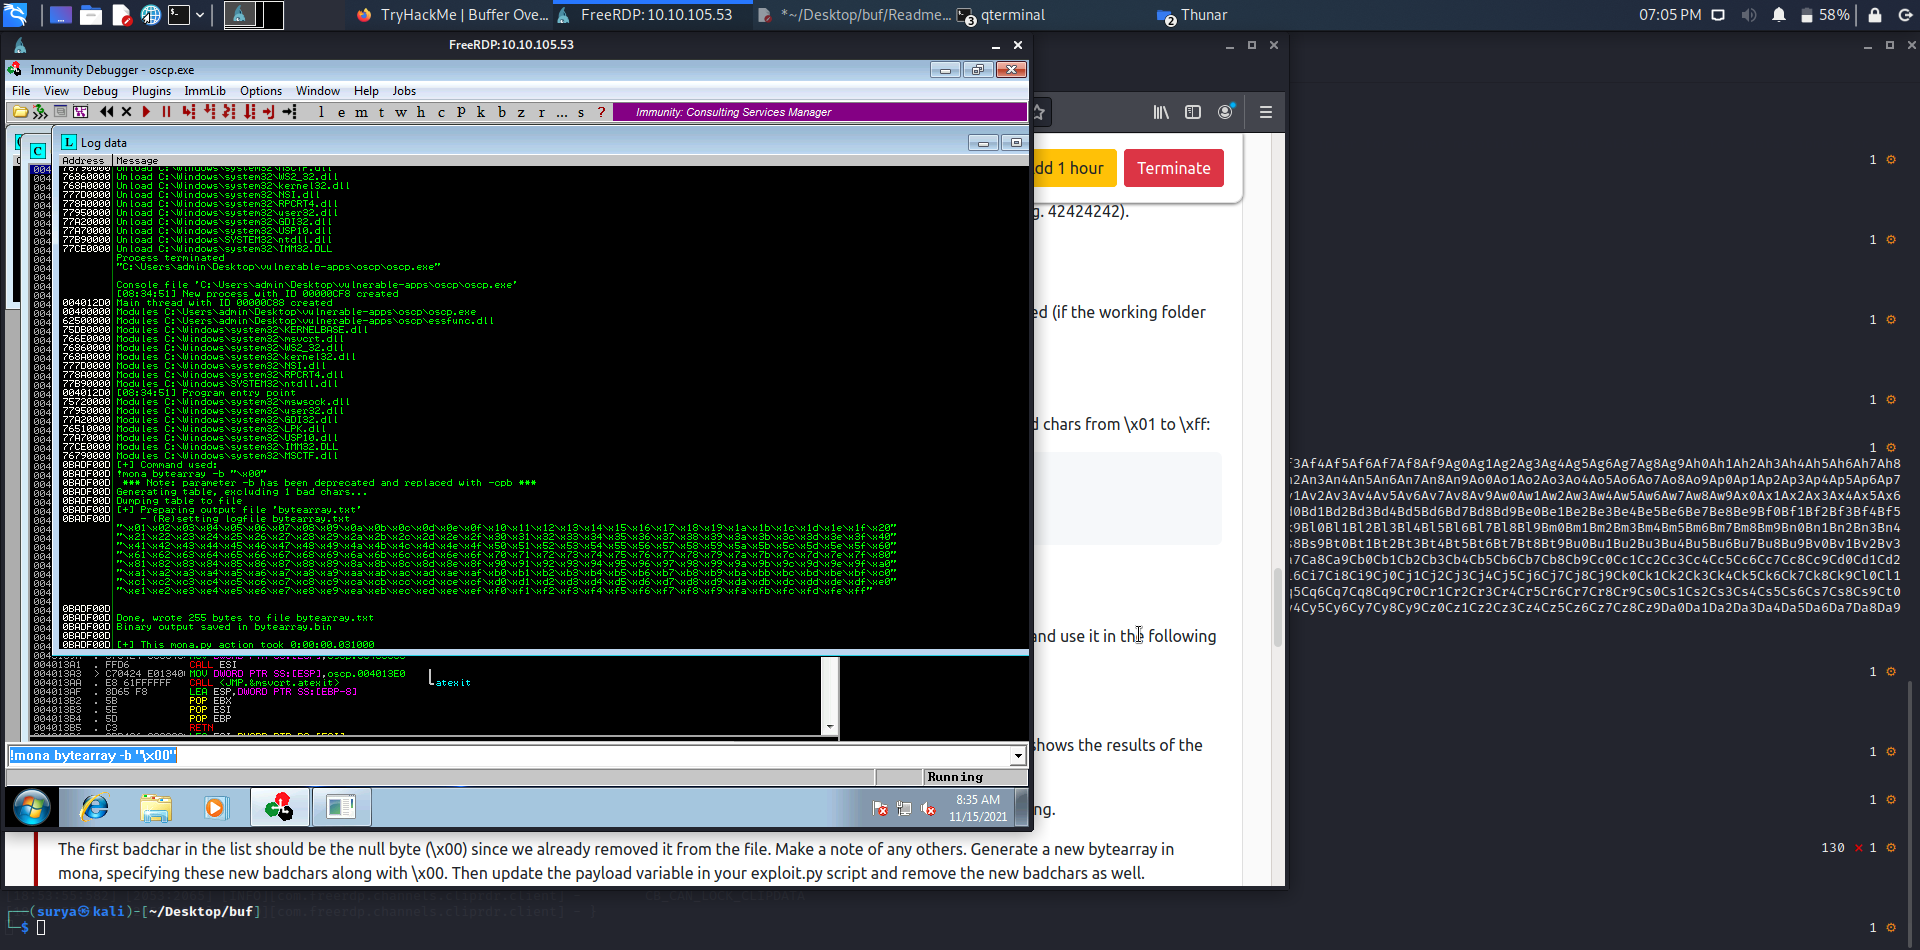 TryHackMe | Buffer Ove...
FreeRDP: 10.10.105.53
*~/Desktop/buf/Readme...
3 qterminal
2 Thunar
07:05 PM
58%
FreeRDP: 10.10.105.53
Immunity Debugger - oscp.exe
File View Debug Plugins ImmLib Options Window Help Jobs
l e m t w h c P k b z r ... s ?
Immunity: Consulting Services Manager
Log data
Address Message
76860000 Unload C:\Windows\system32\WS2_32.dll
768A0000 Unload C:\Windows\system32\kernel32.dll
777D0000 Unload C:\Windows\system32\NSI.dll
778A0000 Unload C:\Windows\system32\RPCRT4.dll
77950000 Unload C:\Windows\system32\user32.dll
77A20000 Unload C:\Windows\system32\GDI32.dll
77A70000 Unload C:\Windows\system32\USP10.dll
77B90000 Unload C:\Windows\SYSTEM32\ntdll.dll
77CE0000 Unload C:\Windows\system32\IMM32.DLL
Process terminated
"C:\Users\admin\Desktop\vulnerable-apps\oscp\oscp.exe"
Console file 'C:\Users\admin\Desktop\vulnerable-apps\oscp\oscp.exe'
[08:34:51] New process with ID 00000CF8 created
004012D0 Main thread with ID 00000C88 created
00400000 Modules C:\Users\admin\Desktop\vulnerable-apps\oscp\oscp.exe
62500000 Modules C:\Users\admin\Desktop\vulnerable-apps\oscp\essfunc.dll
75DB0000 Modules C:\Windows\system32\KERNELBASE.dll
766E0000 Modules C:\Windows\system32\msvcrt.dll
76860000 Modules C:\Windows\system32\WS2_32.dll
768A0000 Modules C:\Windows\system32\kernel32.dll
777D0000 Modules C:\Windows\system32\NSI.dll
778A0000 Modules C:\Windows\system32\RPCRT4.dll
77B90000 Modules C:\Windows\SYSTEM32\ntdll.dll
004012D0 [08:34:51] Program entry point
75720000 Modules C:\Windows\system32\mswsock.dll
77950000 Modules C:\Windows\system32\user32.dll
77A20000 Modules C:\Windows\system32\GDI32.dll
76510000 Modules C:\Windows\system32\LPK.dll
77A70000 Modules C:\Windows\system32\USP10.dll
77CE0000 Modules C:\Windows\system32\IMM32.DLL
76790000 Modules C:\Windows\system32\MSCTF.dll
0BADF00D [+] Command used:
0BADF00D !mona bytearray -b "\x00"
0BADF00D *** Note: parameter -b has been deprecated and replaced with -cpb ***
0BADF00D Generating table, excluding 1 bad chars...
0BADF00D Dumping table to file
0BADF00D [+] Preparing output file 'bytearray.txt'
0BADF00D - (Re)setting logfile bytearray.txt
"\x01\x02\x03\x04\x05\x06\x07\x08\x09\x0a\x0b\x0c\x0d\x0e\x0f\x10\x11\x12\x13\x14\x15\x16\x17\x18\x19\x1a\x1b\x1c\x1d\x1e\x1f\x20"
"\x21\x22\x23\x24\x25\x26\x27\x28\x29\x2a\x2b\x2c\x2d\x2e\x2f\x30\x31\x32\x33\x34\x35\x36\x37\x38\x39\x3a\x3b\x3c\x3d\x3e\x3f\x40"
"\x41\x42\x43\x44\x45\x46\x47\x48\x49\x4a\x4b\x4c\x4d\x4e\x4f\x50\x51\x52\x53\x54\x55\x56\x57\x58\x59\x5a\x5b\x5c\x5d\x5e\x5f\x60"
"\x61\x62\x63\x64\x65\x66\x67\x68\x69\x6a\x6b\x6c\x6d\x6e\x6f\x70\x71\x72\x73\x74\x75\x76\x77\x78\x79\x7a\x7b\x7c\x7d\x7e\x7f\x80"
"\x81\x82\x83\x84\x85\x86\x87\x88\x89\x8a\x8b\x8c\x8d\x8e\x8f\x90\x91\x92\x93\x94\x95\x96\x97\x98\x99\x9a\x9b\x9c\x9d\x9e\x9f\xa0"
"\xa1\xa2\xa3\xa4\xa5\xa6\xa7\xa8\xa9\xaa\xab\xac\xad\xae\xaf\xb0\xb1\xb2\xb3\xb4\xb5\xb6\xb7\xb8\xb9\xba\xbb\xbc\xbd\xbe\xbf\xc0"
"\xc1\xc2\xc3\xc4\xc5\xc6\xc7\xc8\xc9\xca\xcb\xcc\xcd\xce\xcf\xd0\xd1\xd2\xd3\xd4\xd5\xd6\xd7\xd8\xd9\xda\xdb\xdc\xdd\xde\xdf\xe0"
"\xe1\xe2\xe3\xe4\xe5\xe6\xe7\xe8\xe9\xea\xeb\xec\xed\xee\xef\xf0\xf1\xf2\xf3\xf4\xf5\xf6\xf7\xf8\xf9\xfa\xfb\xfc\xfd\xfe\xff"
0BADF00D
0BADF00D Done, wrote 255 bytes to file bytearray.txt
0BADF00D Binary output saved in bytearray.bin
0BADF00D
0BADF00D [+] This mona.py action took 0:00:00.031000
004013A1 . FFD6 CALL ESI
004013A3 > C70424 E01340 MOV DWORD PTR SS:[ESP],oscp.004013E0
004013AA . E8 61FFFFFF CALL <JMP.&msvcrt.atexit> atexit
004013AF . 8D65 F8 LEA ESP,DWORD PTR SS:[EBP-8]
004013B2 . 5B POP EBX
004013B3 . 5E POP ESI
004013B4 . 5D POP EBP
004013B5 . C3 RETN
!mona bytearray -b "\x00"
Running
8:35 AM
11/15/2021
dd 1 hour
Terminate
g. 42424242).
ed (if the working folder
d chars from \x01 to \xff:
and use it in the following
shows the results of the
ng.
The first badchar in the list should be the null byte (\x00) since we already removed it from the file. Make a note of any others. Generate a new bytearray in
mona, specifying these new badchars along with \x00. Then update the payload variable in your exploit.py script and remove the new badchars as well.
1
1
1
1
1
f3Af4Af5Af6Af7Af8Af9Ag0Ag1Ag2Ag3Ag4Ag5Ag6Ag7Ag8Ag9Ah0Ah1Ah2Ah3Ah4Ah5Ah6Ah7Ah8
n2An3An4An5An6An7An8An9Ao0Ao1Ao2Ao3Ao4Ao5Ao6Ao7Ao8Ao9Ap0Ap1Ap2Ap3Ap4Ap5Ap6Ap7
v1Av2Av3Av4Av5Av6Av7Av8Av9Aw0Aw1Aw2Aw3Aw4Aw5Aw6Aw7Aw8Aw9Ax0Ax1Ax2Ax3Ax4Ax5Ax6
d0Bd1Bd2Bd3Bd4Bd5Bd6Bd7Bd8Bd9Be0Be1Be2Be3Be4Be5Be6Be7Be8Be9Bf0Bf1Bf2Bf3Bf4Bf5
k9Bl0Bl1Bl2Bl3Bl4Bl5Bl6Bl7Bl8Bl9Bm0Bm1Bm2Bm3Bm4Bm5Bm6Bm7Bm8Bm9Bn0Bn1Bn2Bn3Bn4
s8Bs9Bt0Bt1Bt2Bt3Bt4Bt5Bt6Bt7Bt8Bt9Bu0Bu1Bu2Bu3Bu4Bu5Bu6Bu7Bu8Bu9Bv0Bv1Bv2Bv3
a7Ca8Ca9Cb0Cb1Cb2Cb3Cb4Cb5Cb6Cb7Cb8Cb9Cc0Cc1Cc2Cc3Cc4Cc5Cc6Cc7Cc8Cc9Cd0Cd1Cd2
i6Ci7Ci8Ci9Cj0Cj1Cj2Cj3Cj4Cj5Cj6Cj7Cj8Cj9Ck0Ck1Ck2Ck3Ck4Ck5Ck6Ck7Ck8Ck9Cl0Cl1
q5Cq6Cq7Cq8Cq9Cr0Cr1Cr2Cr3Cr4Cr5Cr6Cr7Cr8Cr9Cs0Cs1Cs2Cs3Cs4Cs5Cs6Cs7Cs8Cs9Ct0
y4Cy5Cy6Cy7Cy8Cy9Cz0Cz1Cz2Cz3Cz4Cz5Cz6Cz7Cz8Cz9Da0Da1Da2Da3Da4Da5Da6Da7Da8Da9
1
1
1
130 × 1
1
(surya㉿kali)-[~/Desktop/buf]
$